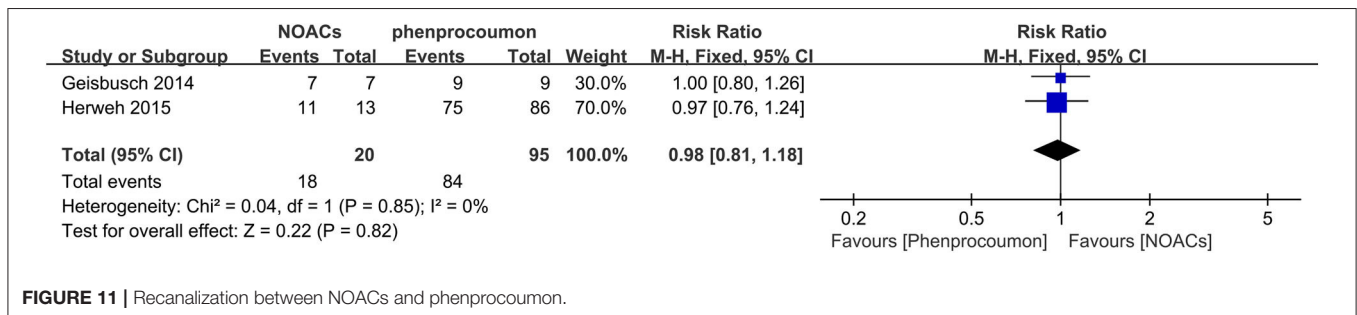 NOACs phenprocoumon Risk Ratio Risk Ratio
Study or Subgroup Events Total Events Total Weight M-H, Fixed, 95% CI M-H, Fixed, 95% CI
Geisbusch 2014 7 7 9 9 30.0% 1.00 [0.80, 1.26]
Herweh 2015 11 13 75 86 70.0% 0.97 [0.76, 1.24]
Total (95% CI) 20 95 100.0% 0.98 [0.81, 1.18]
Total events 18 84
Heterogeneity: Chi² = 0.04, df = 1 (P = 0.85); I² = 0%
Test for overall effect: Z = 0.22 (P = 0.82)
0.2 0.5 1 2 5
Favours [Phenprocoumon] Favours [NOACs]
FIGURE 11 | Recanalization between NOACs and phenprocoumon.